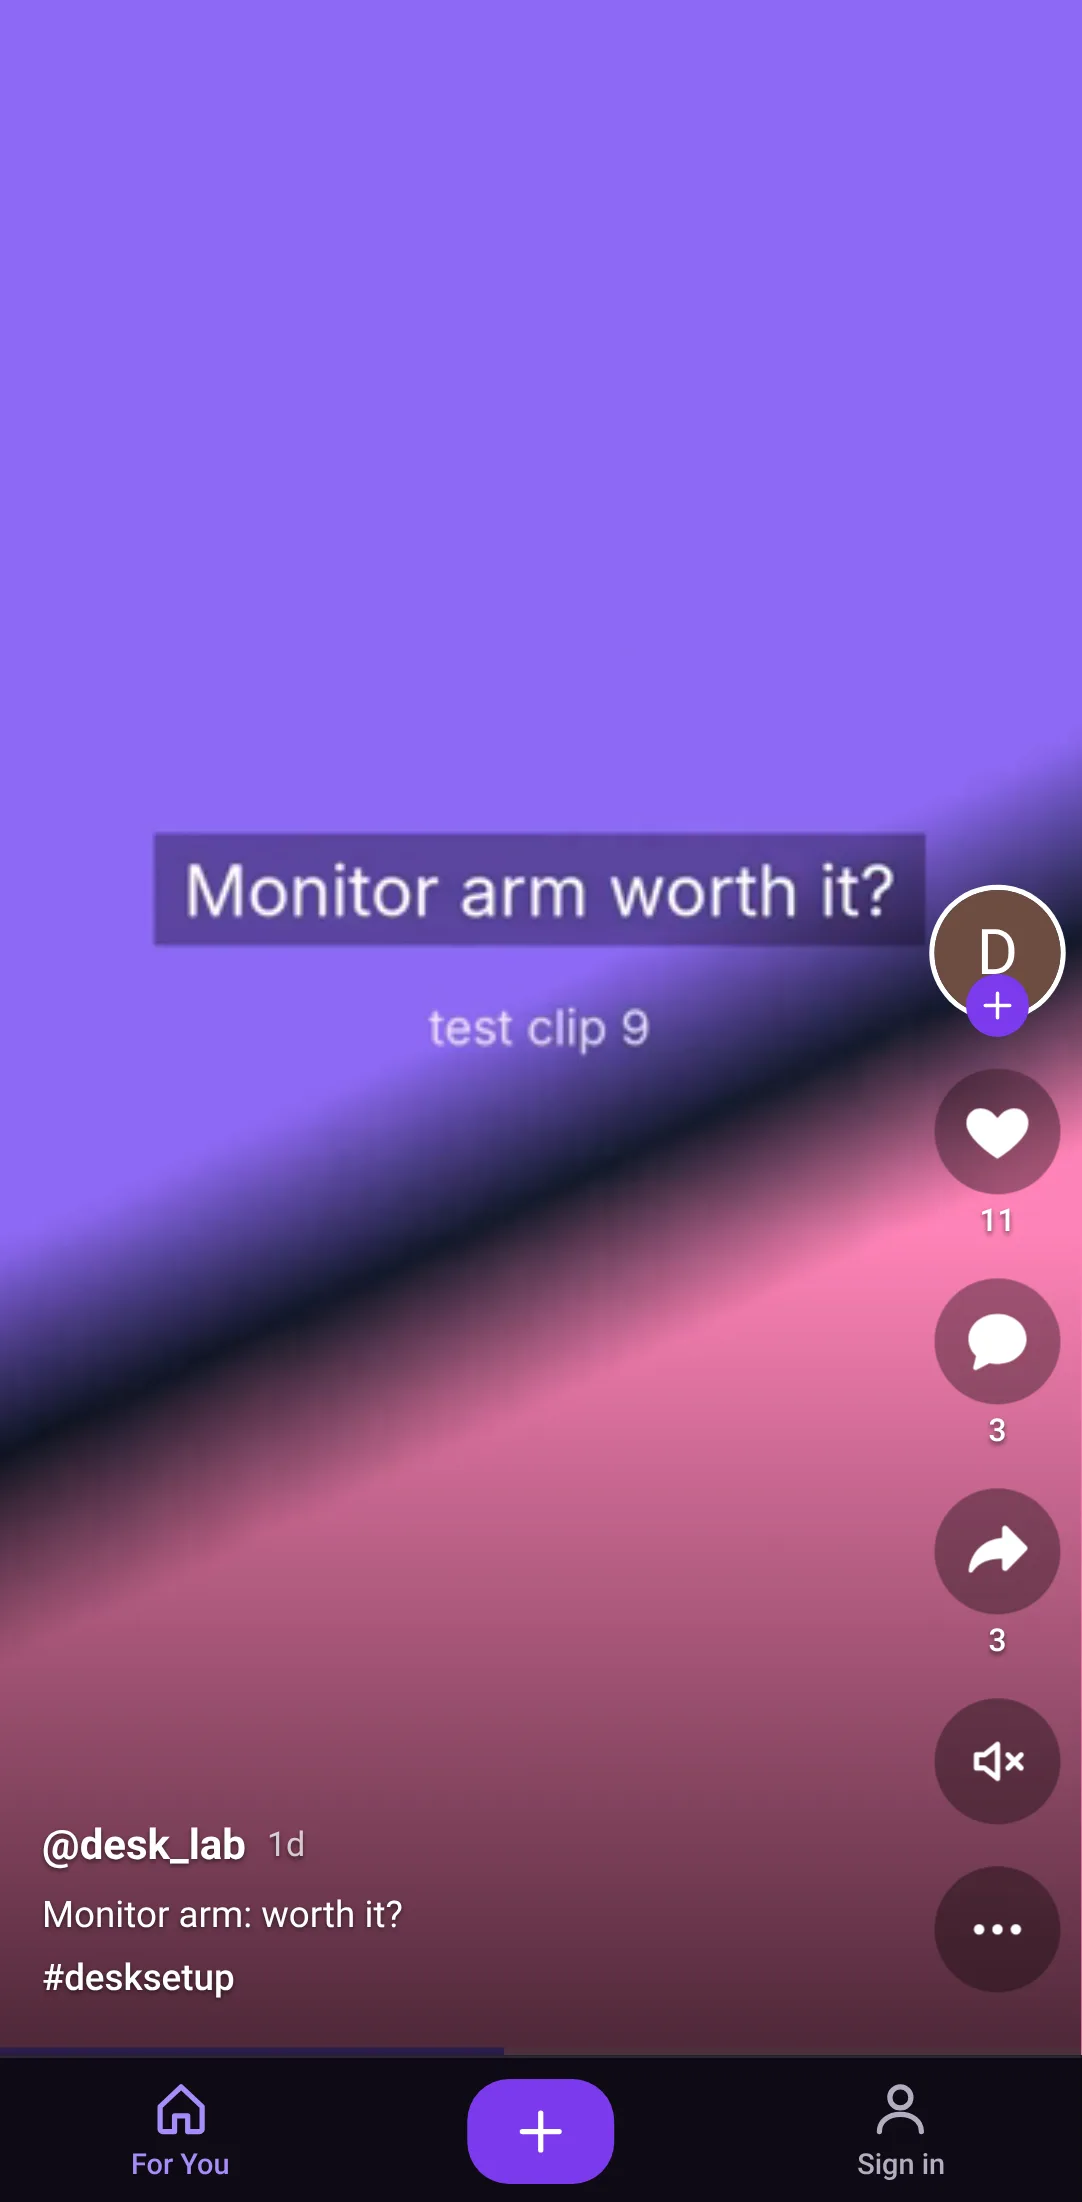 Monitor arm worth it?
test clip 9
D
11
3
3
@desk_lab 1d
Monitor arm: worth it?
#desksetup
For You
Sign in